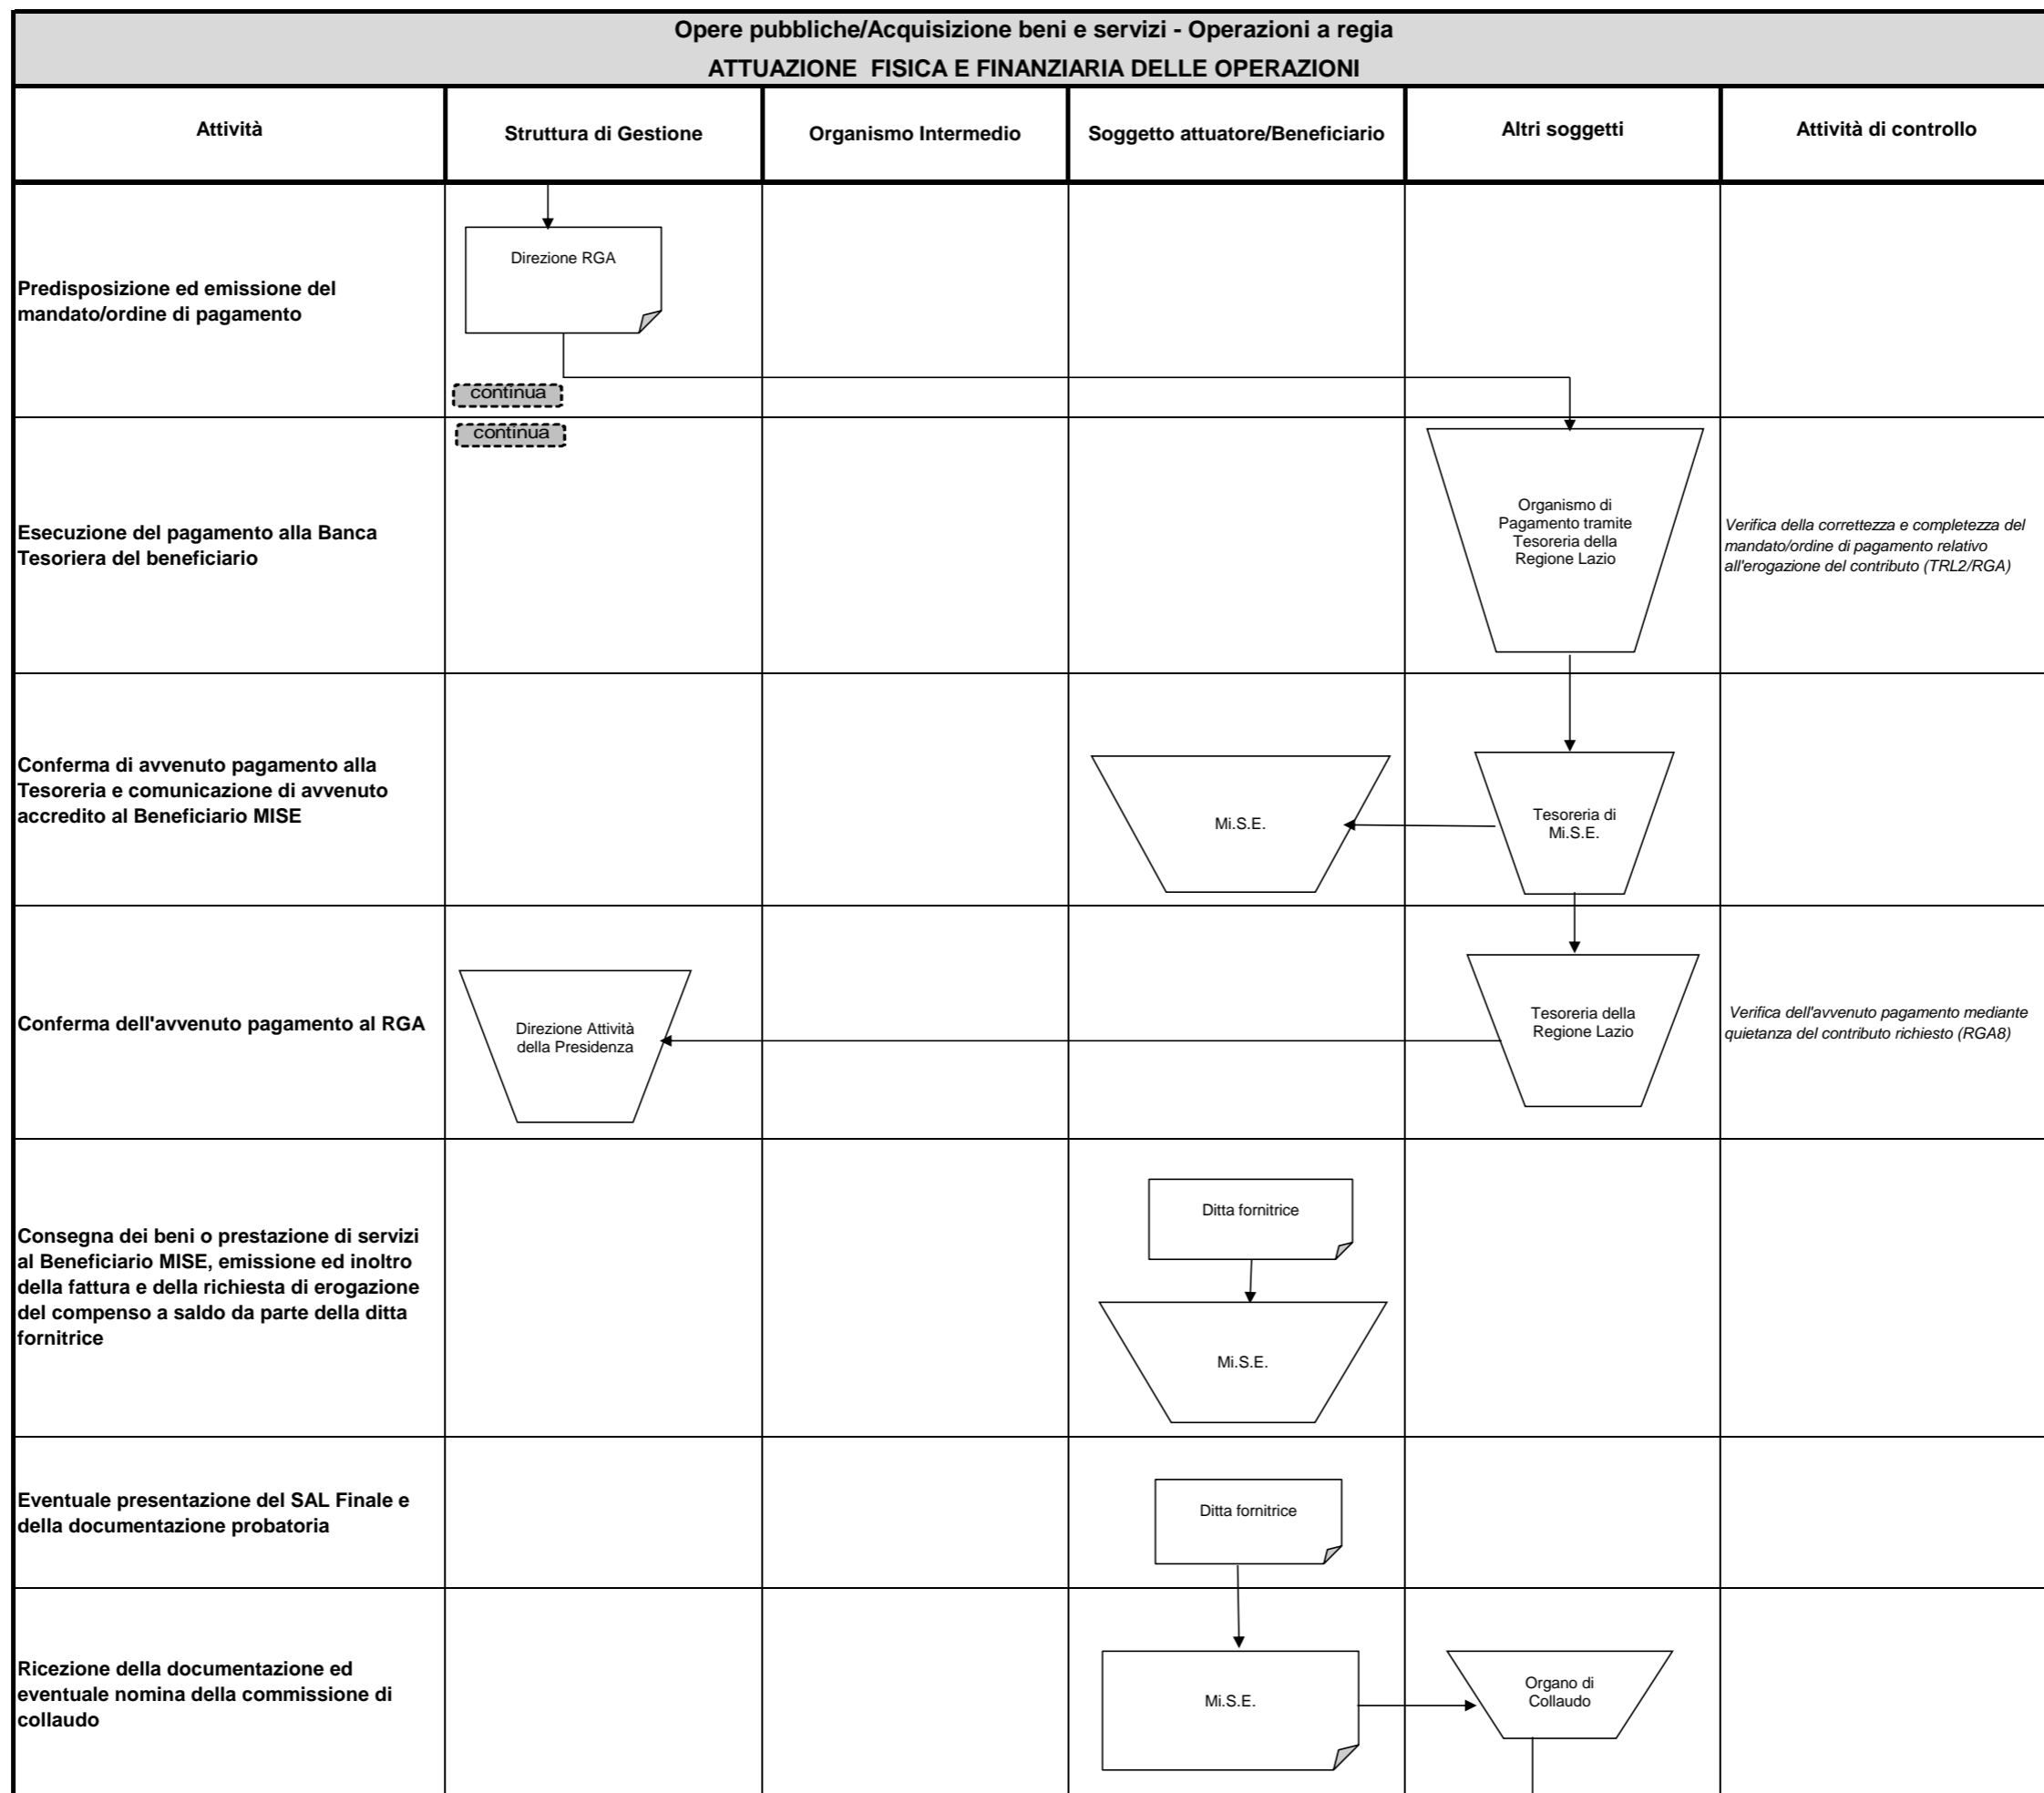 Opere pubbliche/Acquisizione beni e servizi - Operazioni a regia
ATTUAZIONE  FISICA E FINANZIARIA DELLE OPERAZIONI
Attività
Struttura di Gestione
Organismo Intermedio
Soggetto attuatore/Beneficiario
Altri soggetti
Attività di controllo
Predisposizione ed emissione del
mandato/ordine di pagamento
Direzione RGA
continua
continua
Esecuzione del pagamento alla Banca
Tesoriera del beneficiario
Organismo di
Pagamento tramite
Tesoreria della
Regione Lazio
Verifica della correttezza e completezza del
mandato/ordine di pagamento relativo
all'erogazione del contributo (TRL2/RGA)
Conferma di avvenuto pagamento alla
Tesoreria e comunicazione di avvenuto
accredito al Beneficiario MISE
Mi.S.E.
Tesoreria di
Mi.S.E.
Conferma dell'avvenuto pagamento al RGA
Direzione Attività
della Presidenza
Tesoreria della
Regione Lazio
Verifica dell'avvenuto pagamento mediante
quietanza del contributo richiesto (RGA8)
Consegna dei beni o prestazione di servizi
al Beneficiario MISE, emissione ed inoltro
della fattura e della richiesta di erogazione
del compenso a saldo da parte della ditta
fornitrice
Ditta fornitrice
Mi.S.E.
Eventuale presentazione del SAL Finale e
della documentazione probatoria
Ditta fornitrice
Ricezione della documentazione ed
eventuale nomina della commissione di
collaudo
Mi.S.E.
Organo di
Collaudo